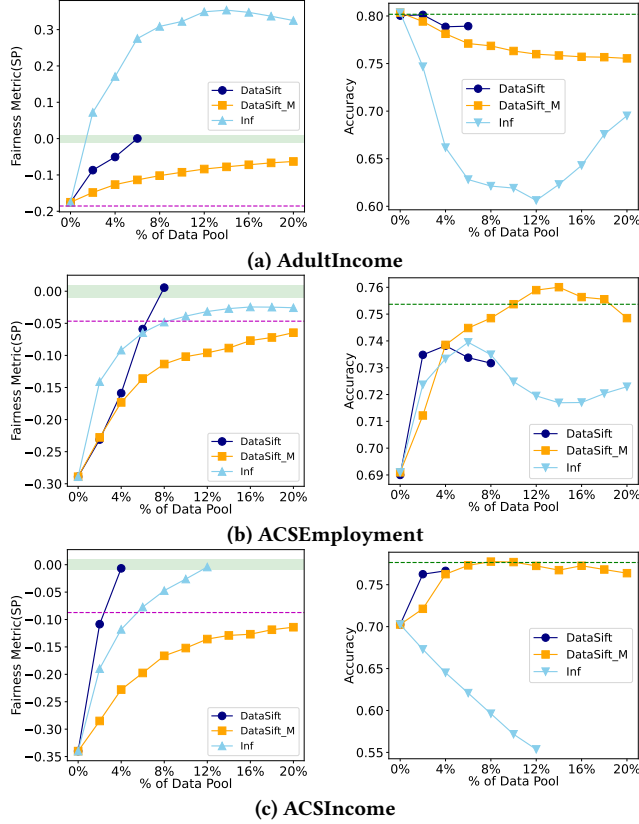 Fairness Metric(SP)
0.3
0.2
0.1
0.0
−0.1
−0.2
DataSift
DataSift_M
Inf
0% 4% 8% 12% 16% 20%
% of Data Pool
Accuracy
0.80
0.75
0.70
0.65
0.60
DataSift
DataSift_M
Inf
0% 4% 8% 12% 16% 20%
% of Data Pool
(a) AdultIncome
Fairness Metric(SP)
0.00
−0.05
−0.10
−0.15
−0.20
−0.25
−0.30
DataSift
DataSift_M
Inf
0% 4% 8% 12% 16% 20%
% of Data Pool
Accuracy
0.76
0.75
0.74
0.73
0.72
0.71
0.70
0.69
DataSift
DataSift_M
Inf
0% 4% 8% 12% 16% 20%
% of Data Pool
(b) ACSEmployment
Fairness Metric(SP)
0.00
−0.05
−0.10
−0.15
−0.20
−0.25
−0.30
−0.35
DataSift
DataSift_M
Inf
0% 4% 8% 12% 16% 20%
% of Data Pool
Accuracy
0.75
0.70
0.65
0.60
0.55
DataSift
DataSift_M
Inf
0% 4% 8% 12% 16% 20%
% of Data Pool
(c) ACSIncome